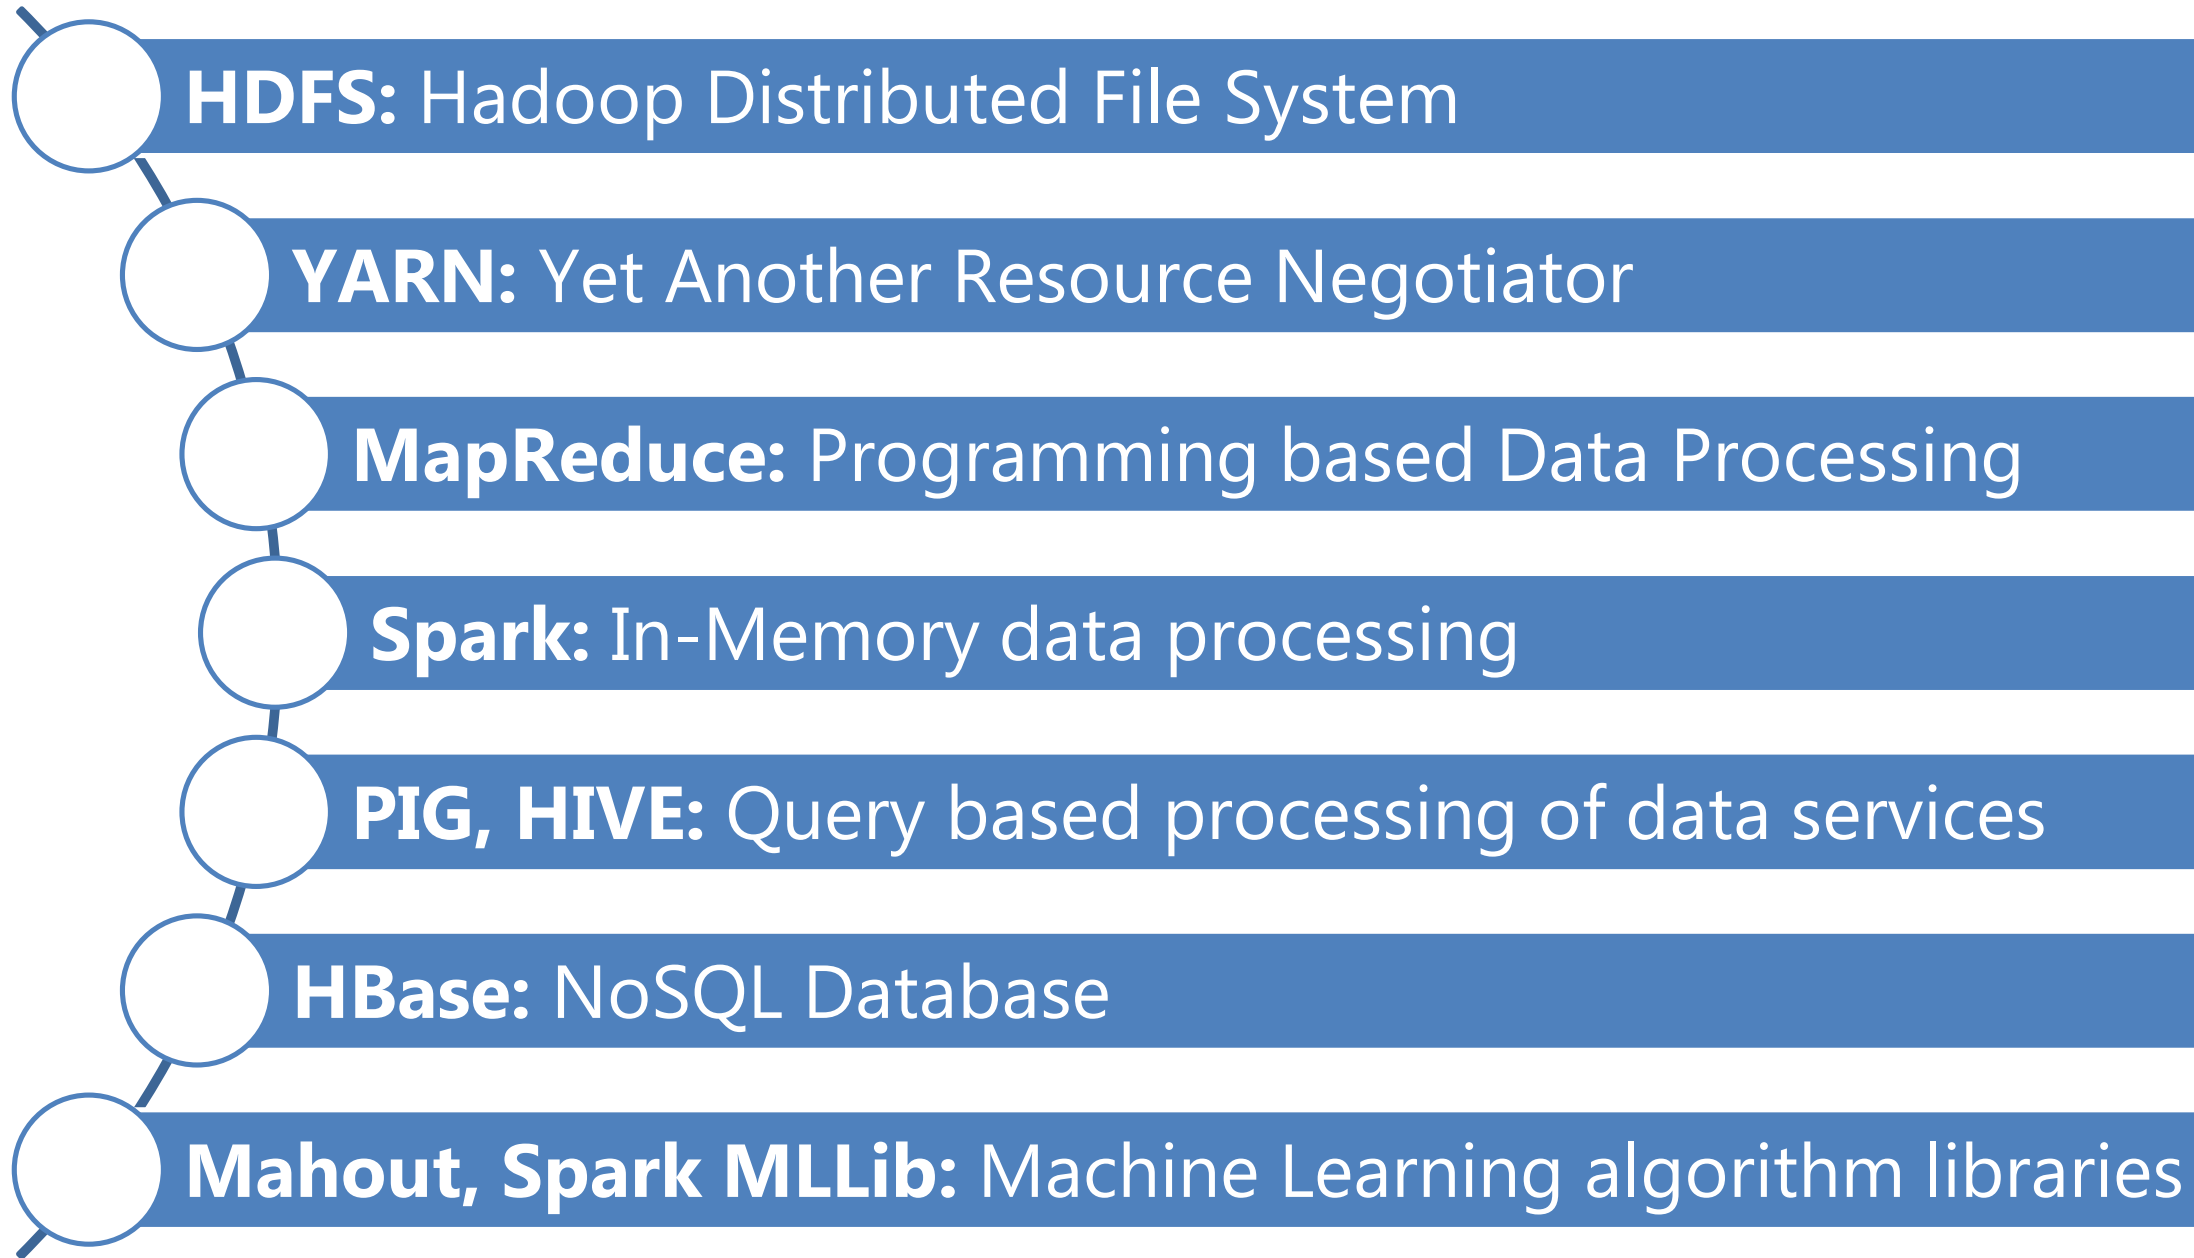 HDFS: Hadoop Distributed File System
YARN: Yet Another Resource Negotiator
MapReduce: Programming based Data Processing
Spark: In-Memory data processing
PIG, HIVE: Query based processing of data services
HBase: NoSQL Database
Mahout, Spark MLLib: Machine Learning algorithm libraries